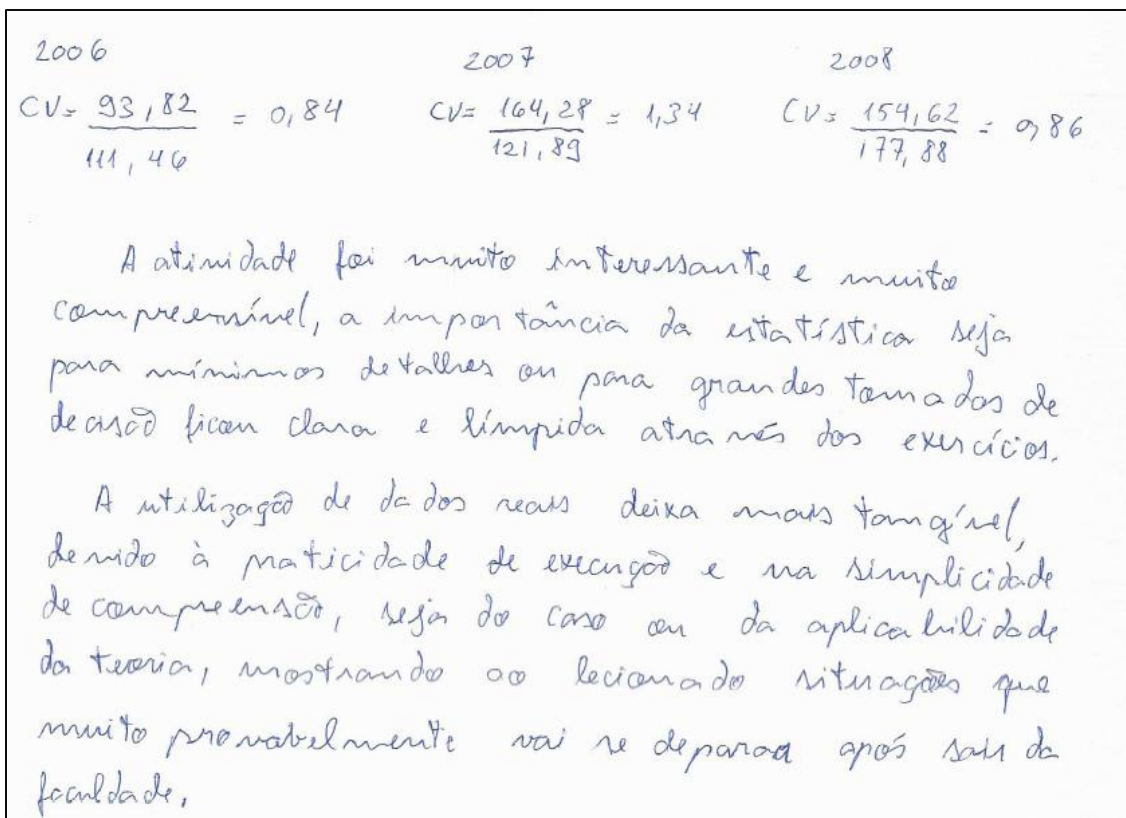 2006 2007 2008
CV= 93,82 = 0,84 CV= 164,28 = 1,34 CV= 154,62 = 0,86
111,46 121,89 177,88
A atividade foi muito interessante e muito
compreensível, a importância da estatística seja
para mínimos detalhes ou para grandes tomadas de
decisão ficou clara e límpida através dos exercícios.
A utilização de dados reais deixa mais tangível,
devido à praticidade de execução e na simplicidade
de compreensão, seja do caso ou da aplicabilidade
da teoria, mostrando ao lecionado situações que
muito provabelmente vai se deparar após sair da
faculdade.